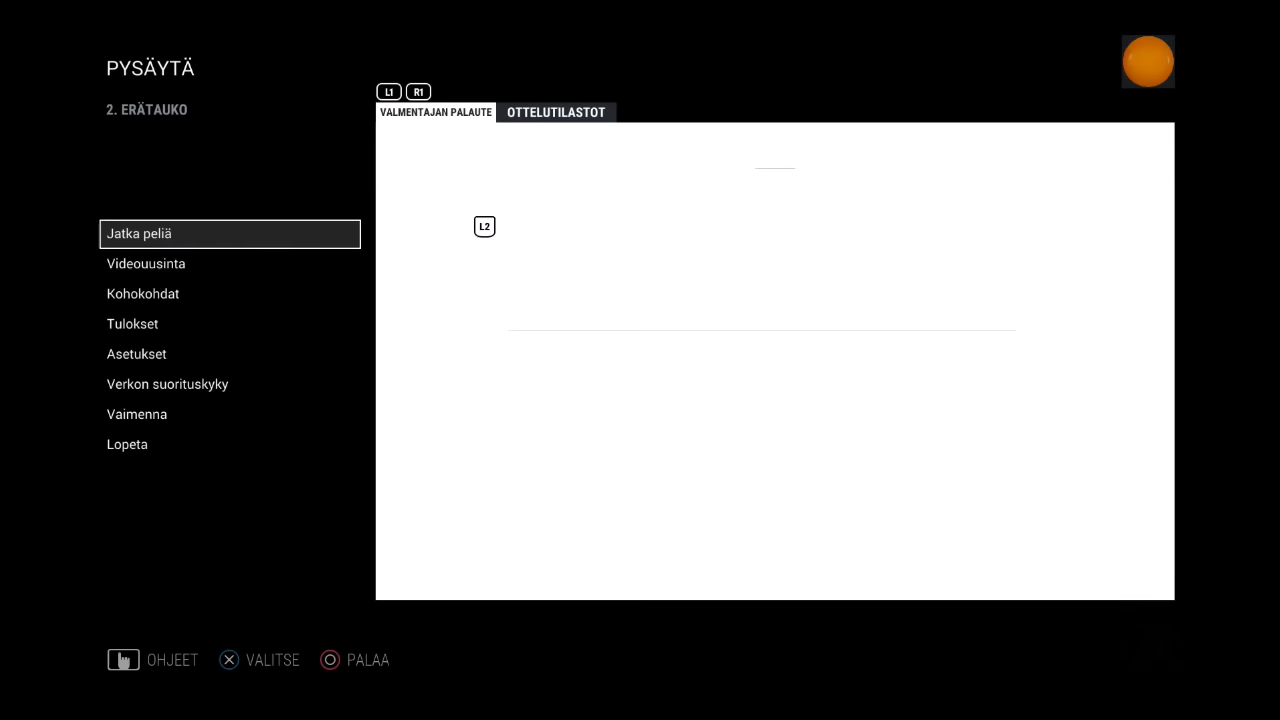 PYSÄYTÄ
2. ERÄTAUKO
L1 R1
VALMENTAJAN PALAUTE OTTELUTILASTOT
L2
Jatka peliä
Videouusinta
Kohokohdat
Tulokset
Asetukset
Verkon suorituskyky
Vaimenna
Lopeta
OHJEET VALITSE PALAA